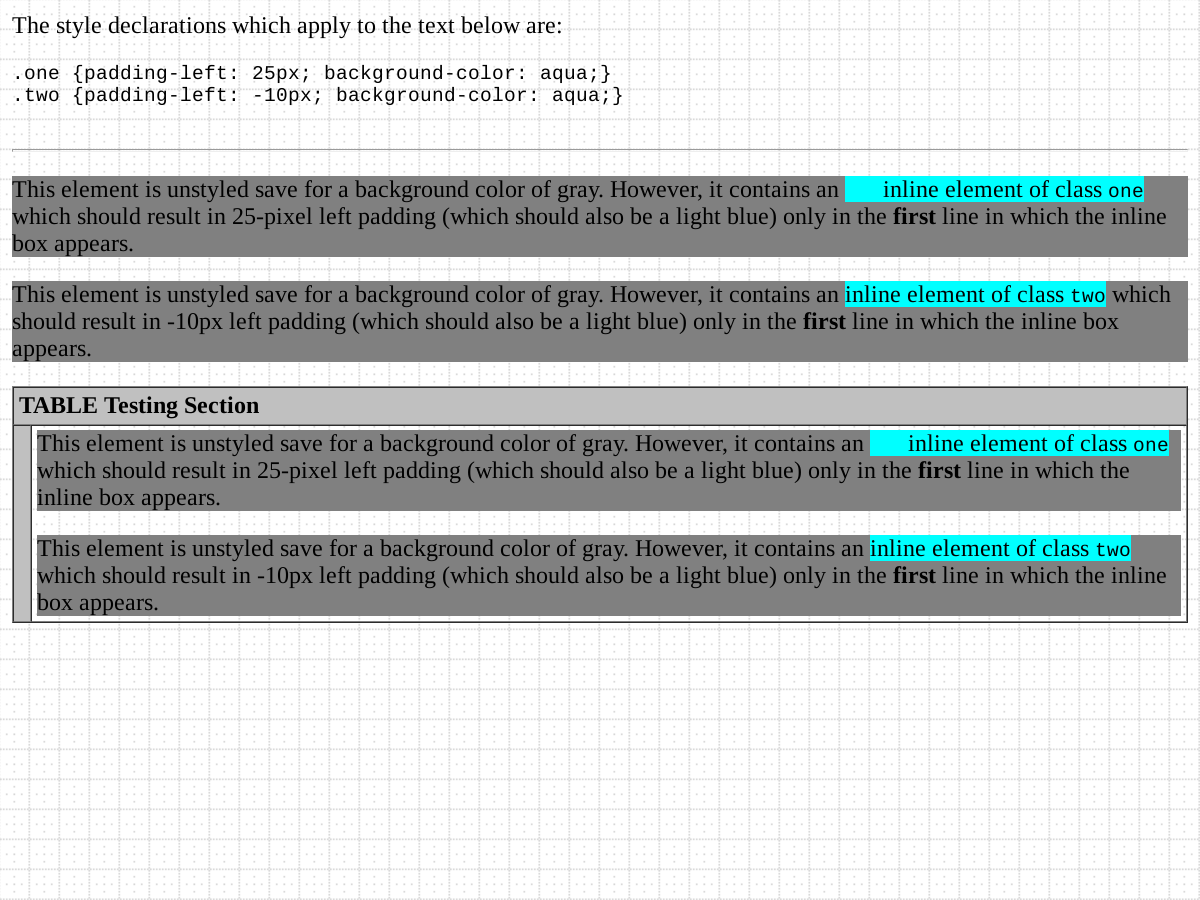 The style declarations which apply to the text below are:
.one {padding-left: 25px; background-color: aqua;}
.two {padding-left: -10px; background-color: aqua;}
This element is unstyled save for a background color of gray. However, it contains an inline element of class one
which should result in 25-pixel left padding (which should also be a light blue) only in the first line in which the inline
box appears.
This element is unstyled save for a background color of gray. However, it contains an inline element of class two which
should result in -10px left padding (which should also be a light blue) only in the first line in which the inline box
appears.
TABLE Testing Section
This element is unstyled save for a background color of gray. However, it contains an inline element of class one
which should result in 25-pixel left padding (which should also be a light blue) only in the first line in which the
inline box appears.
This element is unstyled save for a background color of gray. However, it contains an inline element of class two
which should result in -10px left padding (which should also be a light blue) only in the first line in which the inline
box appears.